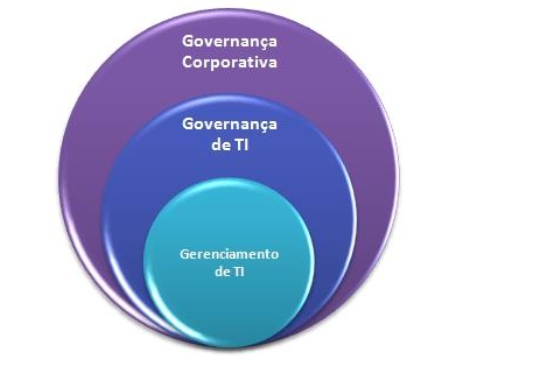 Governança
Corporativa
Governança
de TI
Gerenciamento
de TI